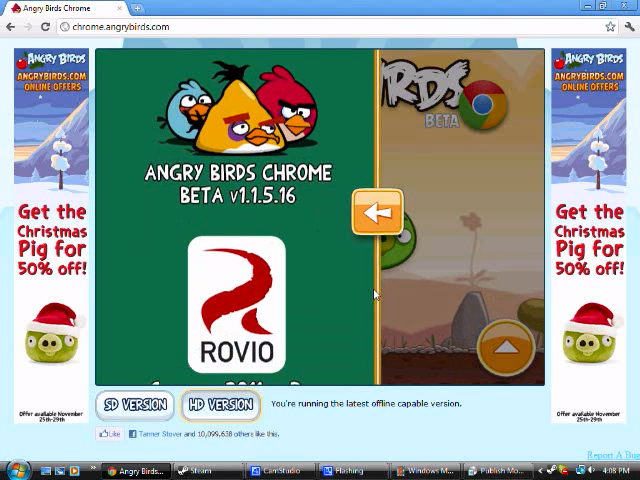 Angry Birds Chrome
chrome.angrybirds.com
ANGRY BIRDS
ANGRYBIRDS.COM
ONLINE OFFERS
Get the
Christmas
Pig for
50% off!
Offer available November
25th-29th
ANGRY BIRDS CHROME
BETA v1.1.5.16
ROVIO
BIRDS
BETA
ANGRY BIRDS
ANGRYBIRDS.COM
ONLINE OFFERS
Get the
Christmas
Pig for
50% off!
Offer available November
25th-29th
SD VERSION
HD VERSION
You're running the latest offline capable version.
Like
Tanner Stover and 10,099,638 others like this.
Report A Bug
Angry Birds...
Steam
CamStudio
Flashing
Windows M...
Publish Mo...
4:08 PM